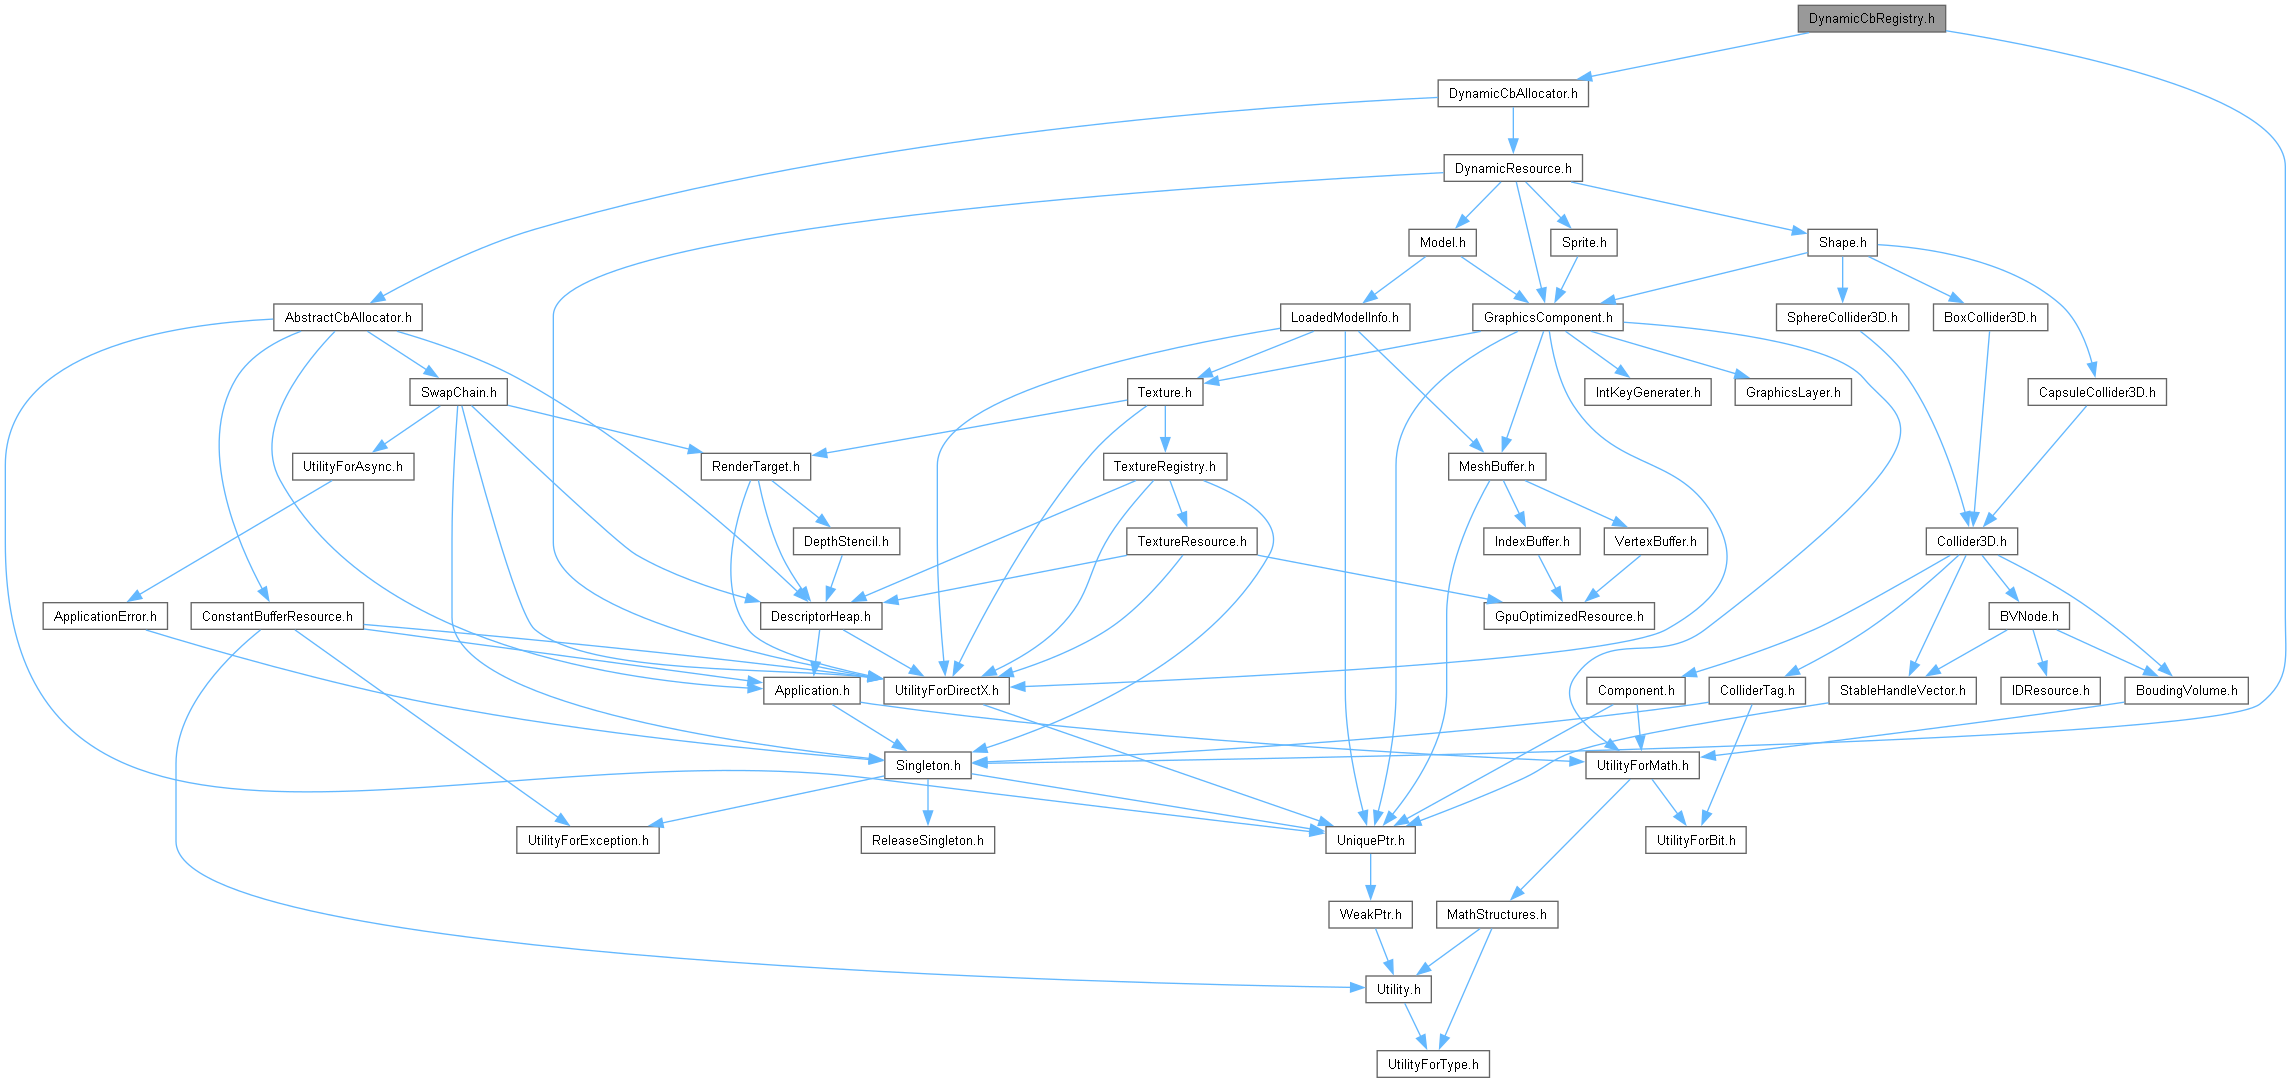 DynamicCbRegistry.h
DynamicCbAllocator.h
DynamicResource.h
Model.h
Sprite.h
Shape.h
AbstractCbAllocator.h
LoadedModelInfo.h
GraphicsComponent.h
SphereCollider3D.h
BoxCollider3D.h
SwapChain.h
Texture.h
IntKeyGenerater.h
GraphicsLayer.h
CapsuleCollider3D.h
UtilityForAsync.h
RenderTarget.h
TextureRegistry.h
MeshBuffer.h
DepthStencil.h
TextureResource.h
IndexBuffer.h
VertexBuffer.h
Collider3D.h
ApplicationError.h
ConstantBufferResource.h
DescriptorHeap.h
GpuOptimizedResource.h
BVNode.h
Application.h
UtilityForDirectX.h
Component.h
ColliderTag.h
StableHandleVector.h
IDResource.h
BoudingVolume.h
Singleton.h
UtilityForMath.h
UtilityForException.h
ReleaseSingleton.h
UniquePtr.h
UtilityForBit.h
WeakPtr.h
MathStructures.h
Utility.h
UtilityForType.h